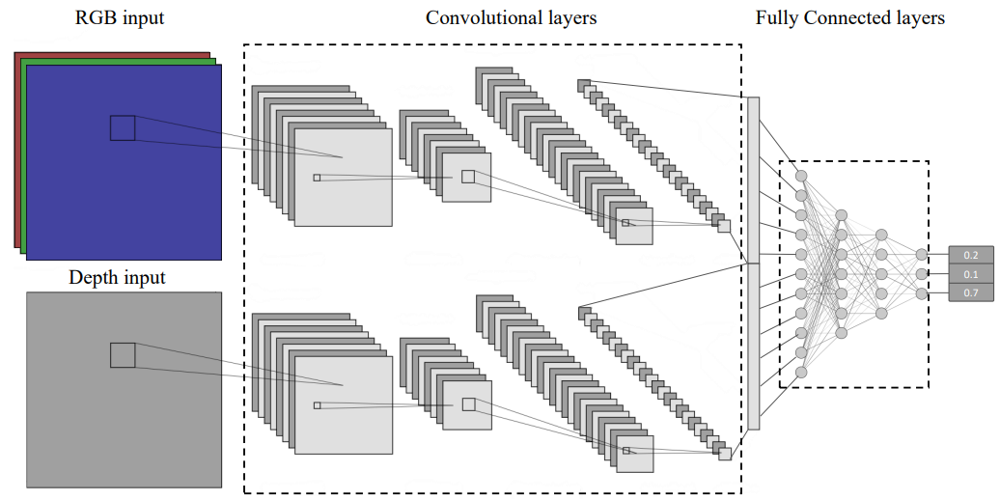 RGB input
Convolutional layers
Fully Connected layers
Depth input
0.2
0.1
0.7